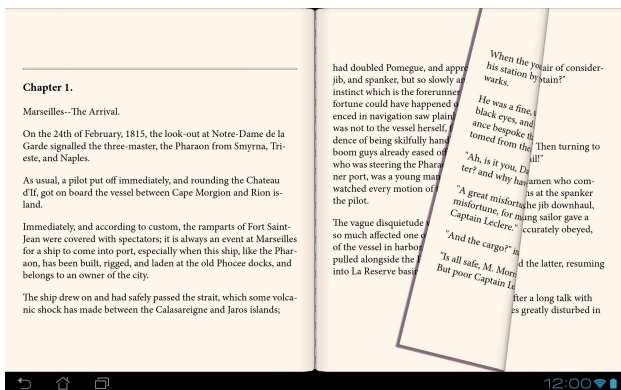 Chapter 1.
Marseilles--The Arrival.
On the 24th of February, 1815, the look-out at Notre-Dame de la
Garde signalled the three-master, the Pharaon from Smyrna, Tri-
este, and Naples.
As usual, a pilot put off immediately, and rounding the Chateau
d'If, got on board the vessel between Cape Morgion and Rion is-
land.
Immediately, and according to custom, the ramparts of Fort Saint-
Jean were covered with spectators; it is always an event at Marseilles
for a ship to come into port, especially when this ship, like the Phar-
aon, has been built, rigged, and laden at the old Phocee docks, and
belongs to an owner of the city.
The ship drew on and had safely passed the strait, which some volca-
nic shock has made between the Calasareigne and Jaros islands;
had doubled Pomegue, and
jib, and spanker, but so slowly
instinct which is the forerunner
fortune could have happened
enced in navigation saw
was not to the vessel herself,
dence of being skilfully
boom guys already eased
who was steering the
ner port, was a young
watched every motion of
the pilot.
The vague disquietude
so much affected one
of the vessel in harbor
pulled alongside the
into La Reserve
When the
his station by
warks.
He was a fine,
black eyes, and
ance bespoke
tomed from the
"Ah, is it you,
ter? and why
"A great
misfortune, for
Captain Leclere."
"And the cargo?"
"Is all safe, M.
But poor Captain
air of consider-
Then turning to
who com-
at the spanker
jib downhaul,
sailor gave a
obeyed,
the latter, resuming
after a long talk with
greatly disturbed in
12:00